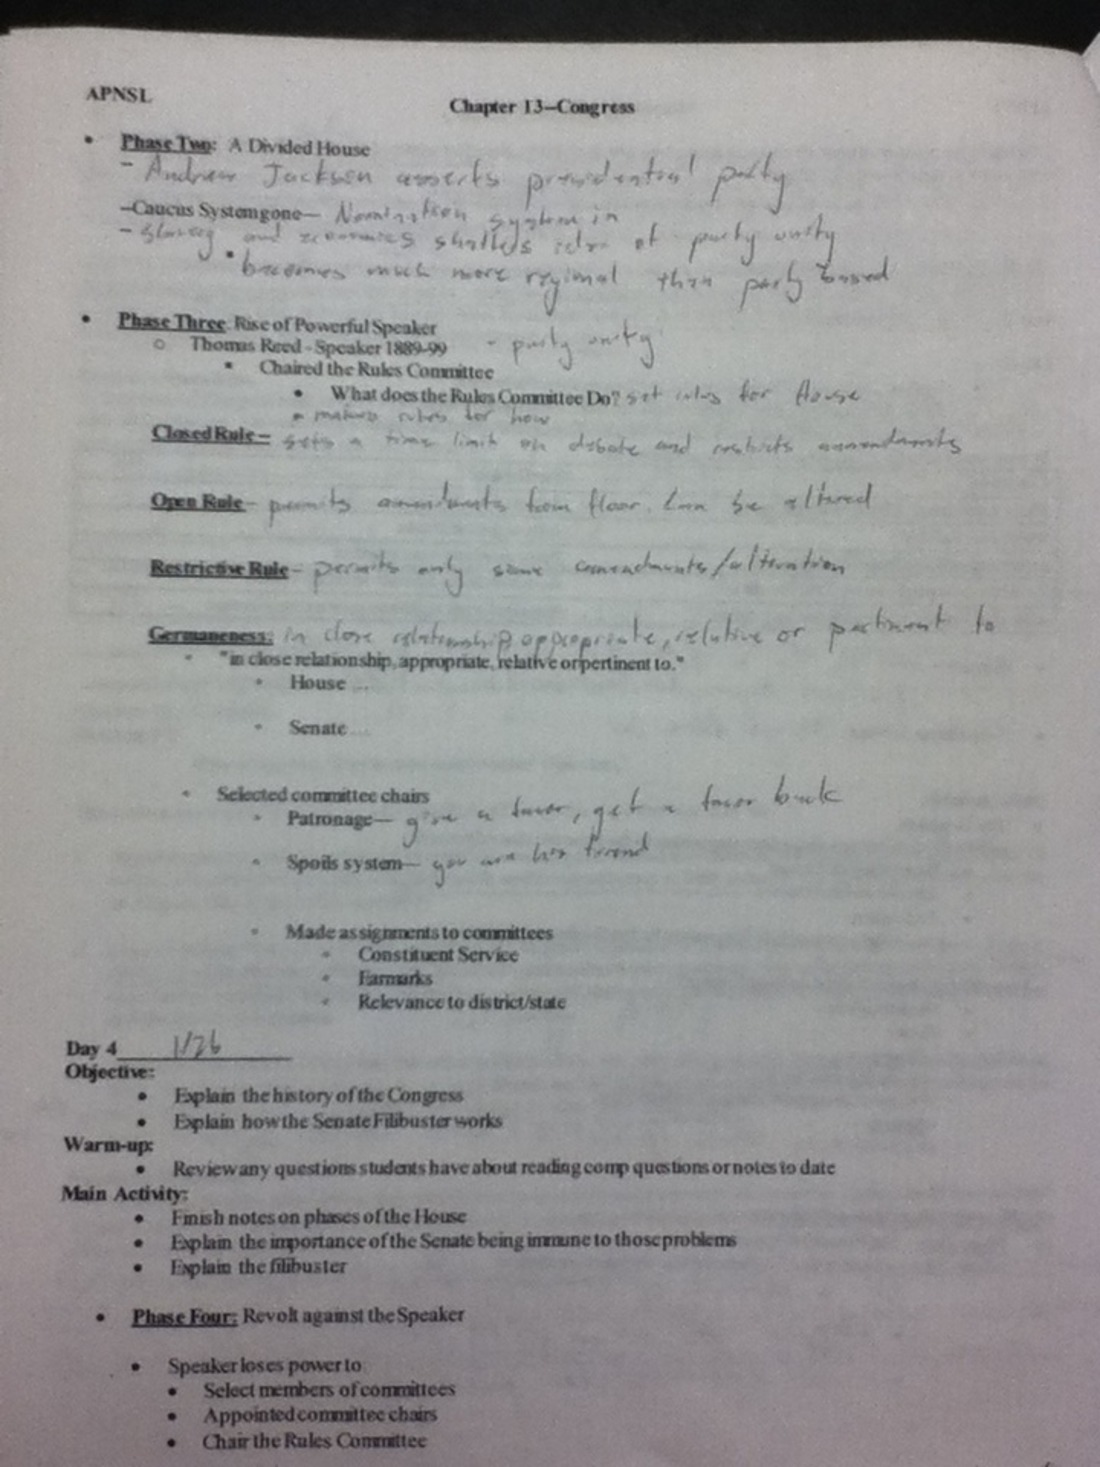 APNSL
Chapter 13–Congress
• Phase Two: A Divided House
- Andrew Jackson asserts presidential party
–Caucus System gone— Nomination system in
- Slavery and economics shatters idea of party unity
• becomes much more regional than party based
• Phase Three: Rise of Powerful Speaker
o Thomas Reed - Speaker 1889-99 - party unity
▪ Chaired the Rules Committee
• What does the Rules Committee Do? set rules for House
• makes rules for how
Closed Rule – sets a time limit on debate and restricts amendments
Open Rule – permits amendments from floor. Can be altered
Restrictive Rule – permits only some amendments/alteration
Germaneness: in close relationship, appropriate, relative or pertinent to
• "in close relationship, appropriate, relative or pertinent to."
• House ...
• Senate ...
• Selected committee chairs
• Patronage— give a favor, get a favor back
• Spoils system— you are his friend
• Made assignments to committees
• Constituent Service
• Earmarks
• Relevance to district/state
Day 4 1/26
Objective:
• Explain the history of the Congress
• Explain how the Senate Filibuster works
Warm-up:
• Review any questions students have about reading comp questions or notes to date
Main Activity:
• Finish notes on phases of the House
• Explain the importance of the Senate being immune to those problems
• Explain the filibuster
• Phase Four: Revolt against the Speaker
• Speaker loses power to
• Select members of committees
• Appointed committee chairs
• Chair the Rules Committee